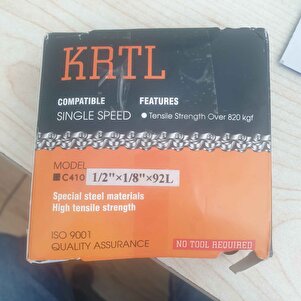 KRTL
COMPATIBLE FEATURES
SINGLE SPEED • Tensile Strength Over 820 kgf
MODEL
■C410 1/2"×1/8"×92L
Special steel materials
High tensile strength
ISO 9001
QUALITY ASSURANCE
NO TOOL REQUIRED